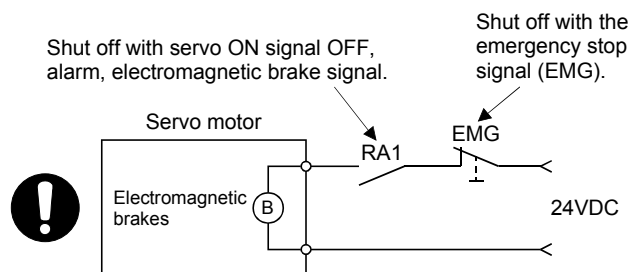 Shut off with servo ON signal OFF,
alarm, electromagnetic brake signal.
Shut off with the
emergency stop
signal (EMG).
Servo motor
RA1
EMG
Electromagnetic
brakes
B
24VDC